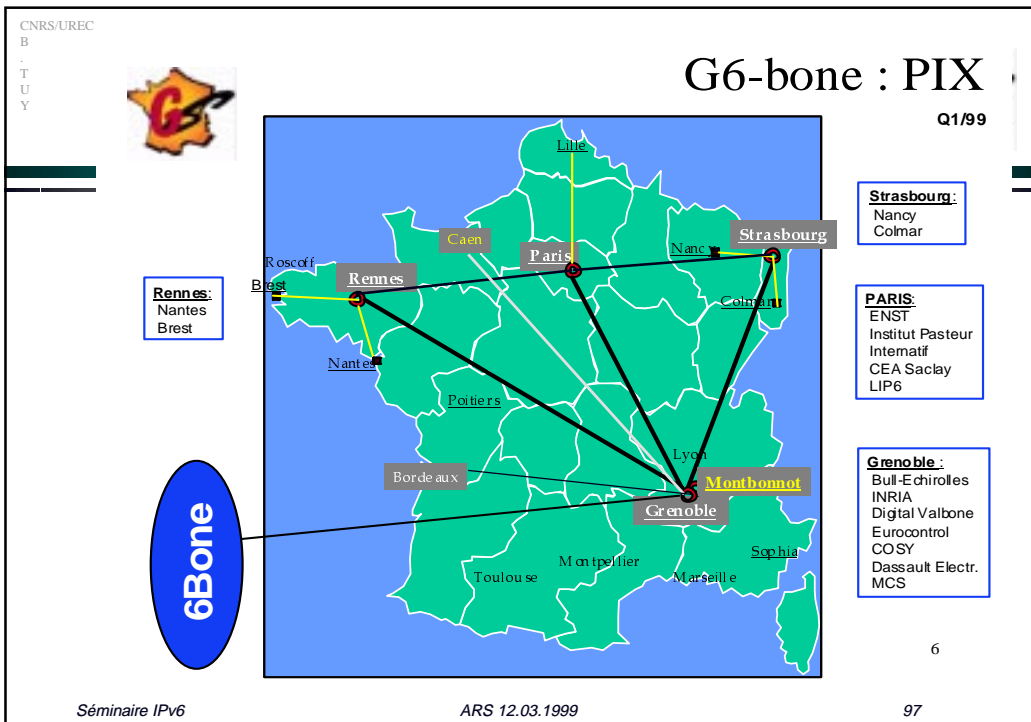 CNRS/UREC
B
.
T
U
Y
G6-bone : PIX
Q1/99
Lille
Caen
Paris
Nancy
Strasbourg
Roscoff
Brest
Rennes
Colmar
Nantes
Poitiers
Lyon
Bordeaux
Montbonnot
Grenoble
Sophia
Montpellier
Toulouse
Marseille
6Bone
Rennes:
Nantes
Brest
Strasbourg:
Nancy
Colmar
PARIS:
ENST
Institut Pasteur
Internatif
CEA Saclay
LIP6
Grenoble :
Bull-Echirolles
INRIA
Digital Valbone
Eurocontrol
COSY
Dassault Electr.
MCS
6
Séminaire IPv6
ARS 12.03.1999
97